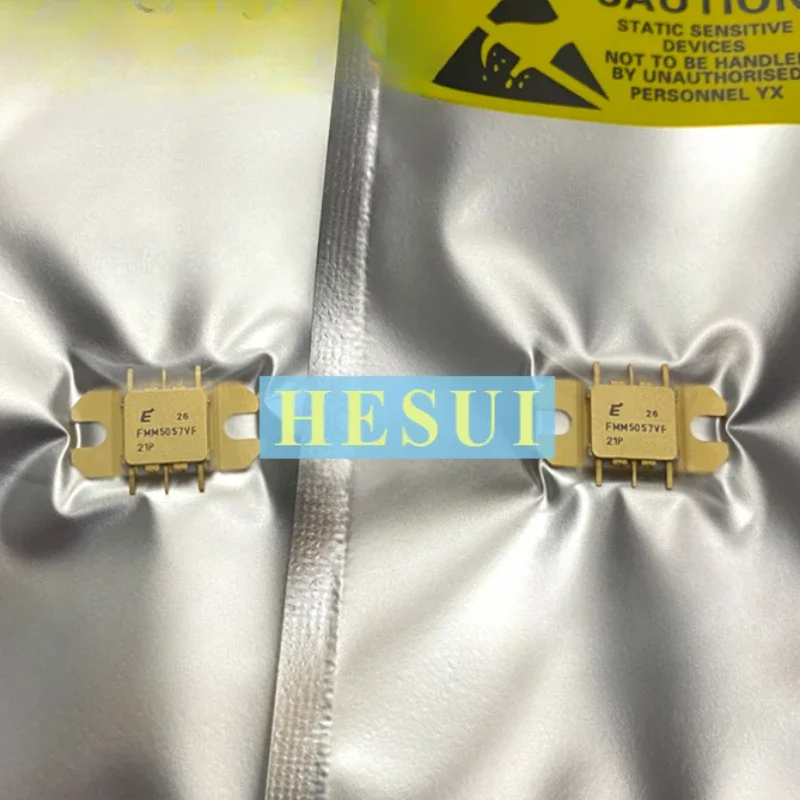 CAUTION
STATIC SENSITIVE
DEVICES
NOT TO BE HANDLED
BY UNAUTHORISED
PERSONNEL YX
E 26
FMM5057VF
21P
HESUI
E 26
FMM5057VF
21P